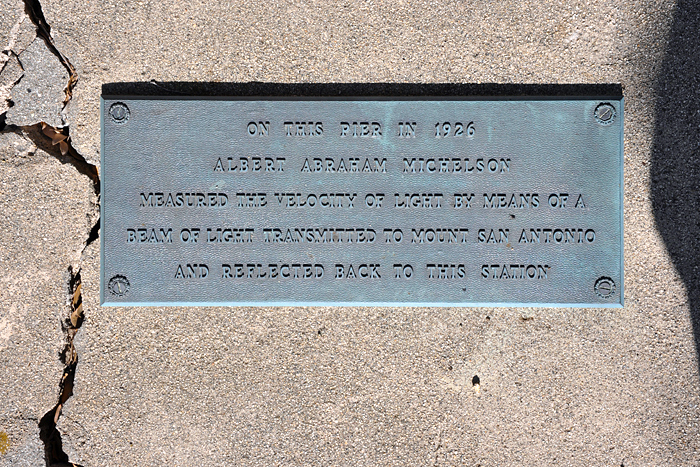 ON THIS PIER IN 1926
ALBERT ABRAHAM MICHELSON
MEASURED THE VELOCITY OF LIGHT BY MEANS OF A
BEAM OF LIGHT TRANSMITTED TO MOUNT SAN ANTONIO
AND REFLECTED BACK TO THIS STATION